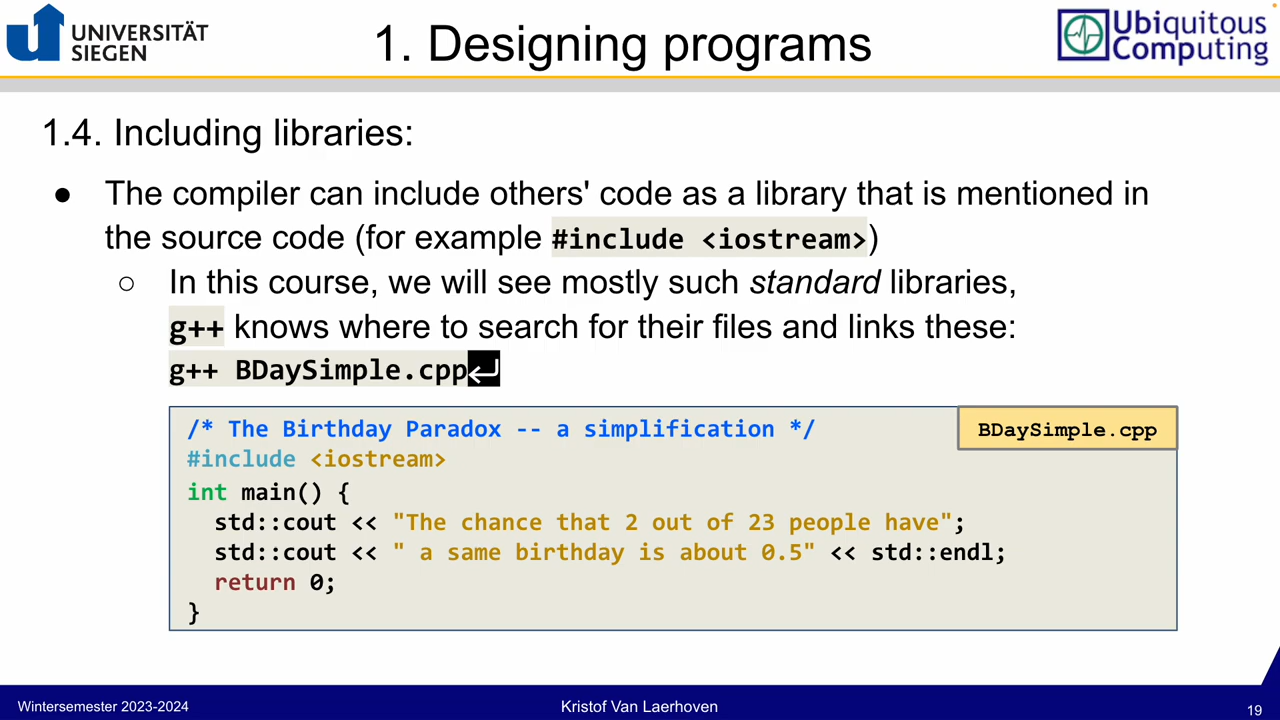 UNIVERSITÄT
SIEGEN
1. Designing programs
Ubiquitous
Computing
1.4. Including libraries:
● The compiler can include others' code as a library that is mentioned in
the source code (for example #include <iostream>)
○ In this course, we will see mostly such standard libraries,
g++ knows where to search for their files and links these:
g++ BDaySimple.cpp↵
/* The Birthday Paradox -- a simplification */
BDaySimple.cpp
#include <iostream>
int main() {
  std::cout << "The chance that 2 out of 23 people have";
  std::cout << " a same birthday is about 0.5" << std::endl;
  return 0;
}
Wintersemester 2023-2024
Kristof Van Laerhoven
19